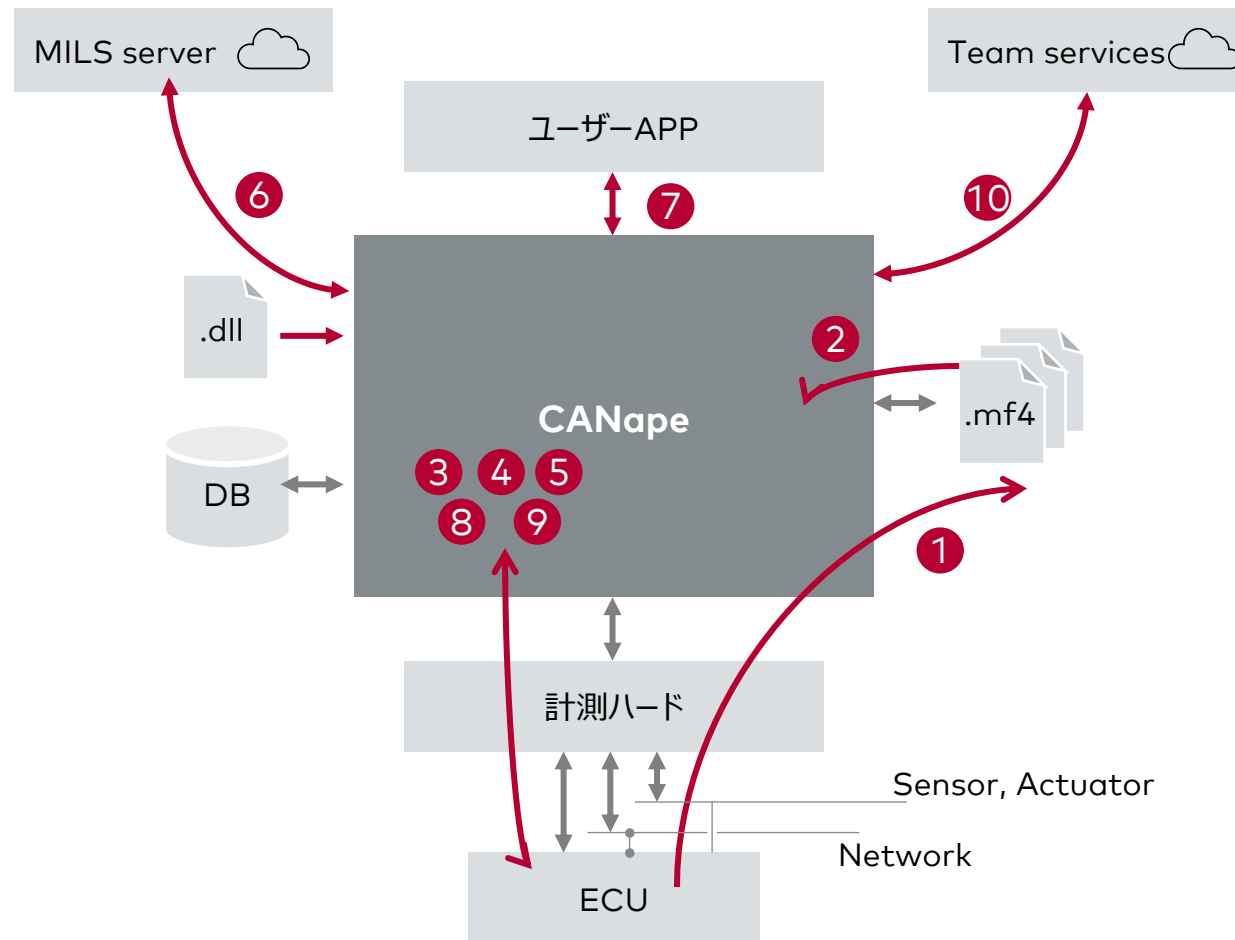 MILS server
Team services
ユーザーAPP
6
7
10
.dll
2
CANape
.mf4
3 4 5
DB
8 9
1
計測ハード
Sensor, Actuator
Network
ECU